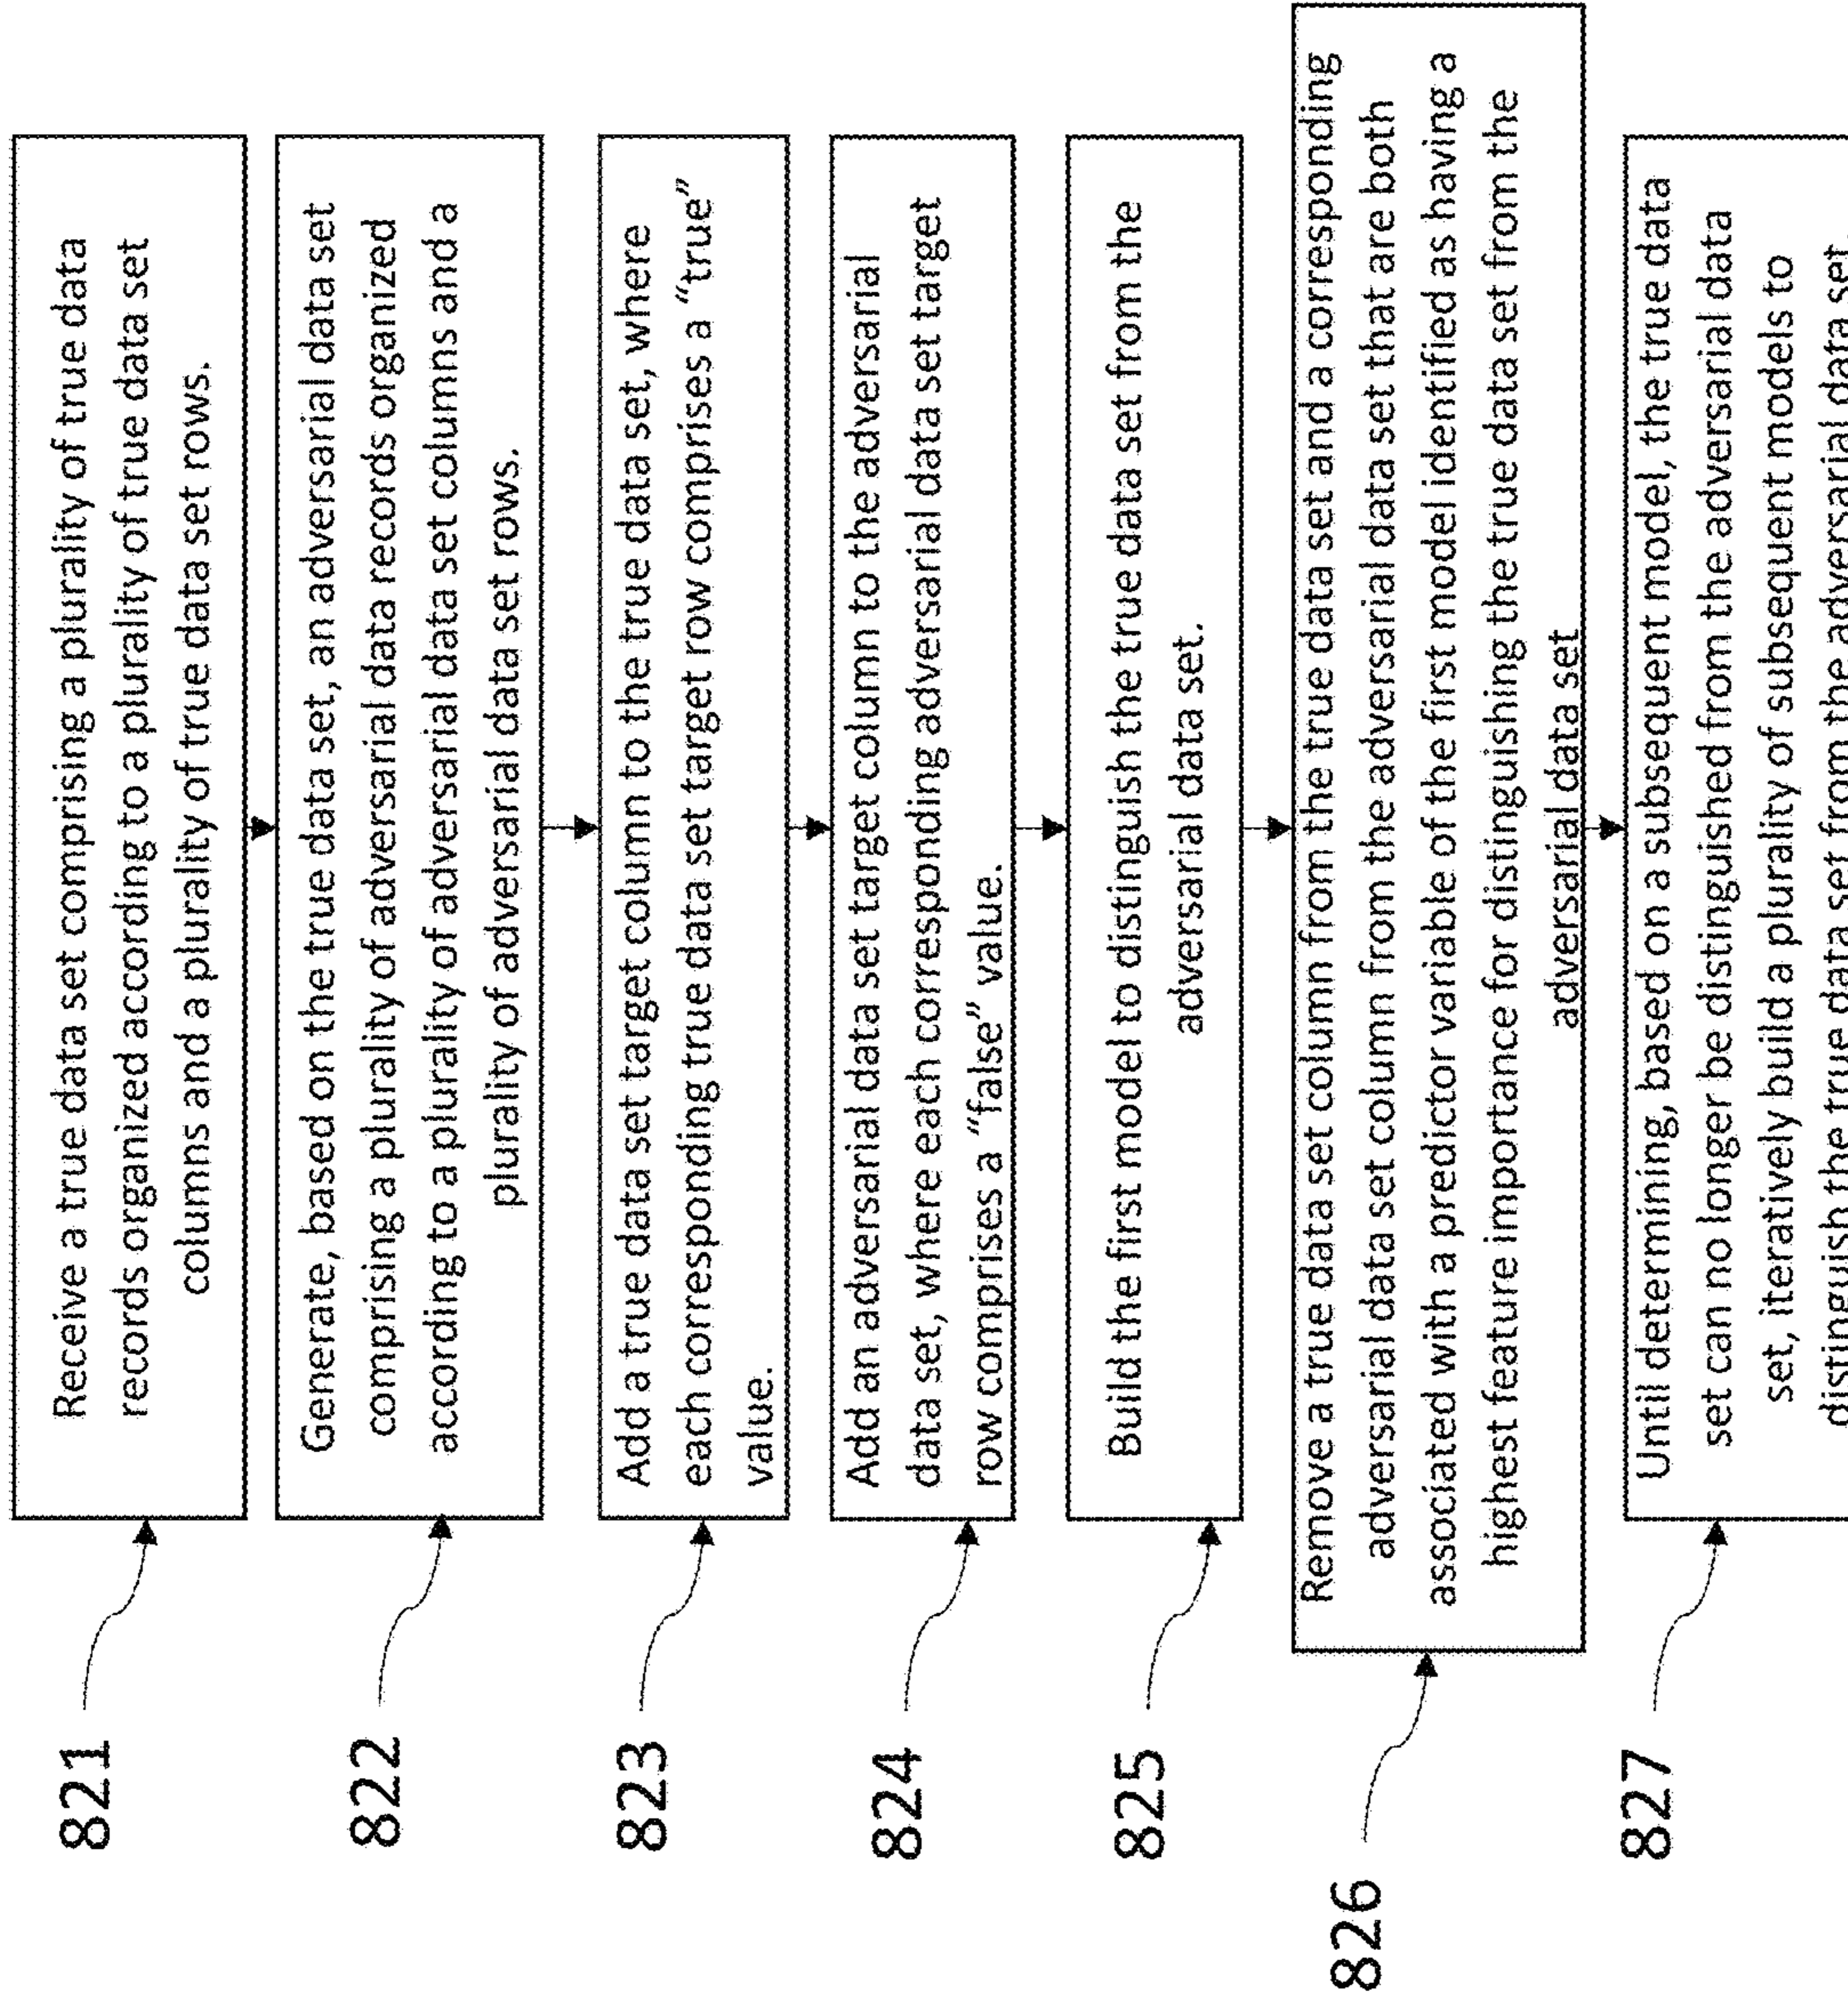 821
Receive a true data set comprising a plurality of true data
records organized according to a plurality of true data set
columns and a plurality of true data set rows.
822
Generate, based on the true data set, an adversarial data set
comprising a plurality of adversarial data records organized
according to a plurality of adversarial data set columns and a
plurality of adversarial data set rows.
823
Add a true data set target column to the true data set, where
each corresponding true data set target row comprises a “true”
value.
824
Add an adversarial data set target column to the adversarial
data set, where each corresponding adversarial data set target
row comprises a “false” value.
825
Build the first model to distinguish the true data set from the
adversarial data set.
826
Remove a true data set column from the true data set and a corresponding
adversarial data set column from the adversarial data set that are both
associated with a predictor variable of the first model identified as having a
highest feature importance for distinguishing the true data set from the
adversarial data set
827
Until determining, based on a subsequent model, the true data
set can no longer be distinguished from the adversarial data
set, iteratively build a plurality of subsequent models to
distinguish the true data set from the adversarial data set.